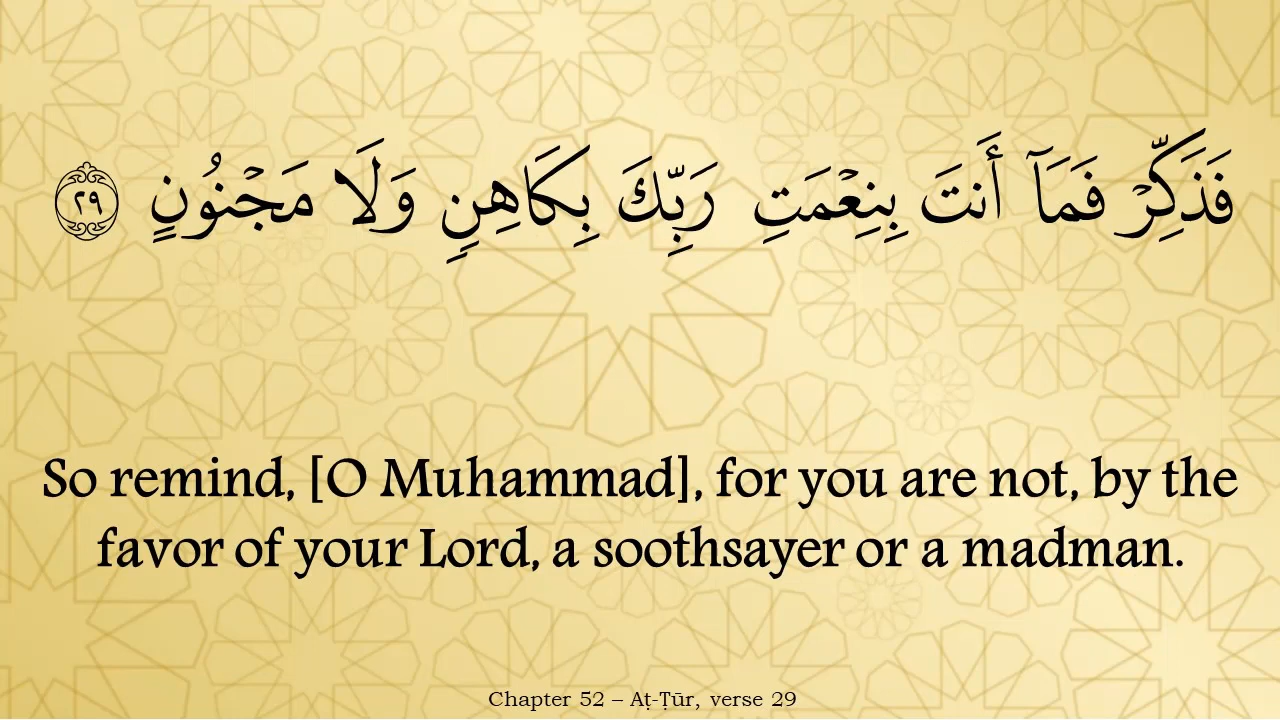 فَذَكِّرْ فَمَآ أَنتَ بِنِعْمَتِ رَبِّكَ بِكَاهِنٍ وَلَا مَجْنُونٍ ٢٩
So remind, [O Muhammad], for you are not, by the
favor of your Lord, a soothsayer or a madman.
Chapter 52 – Aṭ-Ṭūr, verse 29